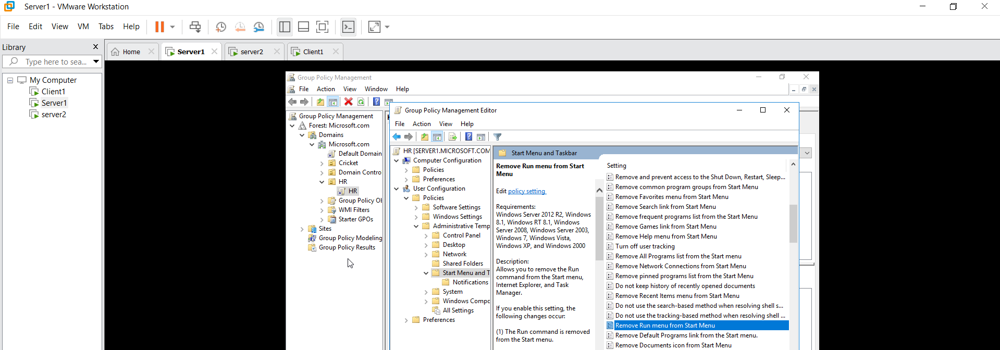 Server1 - VMware Workstation
File Edit View VM Tabs Help
Library
Type here to sea...
My Computer
Client1
Server1
server2
Home
Server1
server2
Client1
Group Policy Management
File Action View Window Help
Group Policy Management
Forest: Microsoft.com
Domains
Microsoft.com
Default Domain
Cricket
Domain Contro
HR
HR
Group Policy Ob
WMI Filters
Starter GPOs
Sites
Group Policy Modeling
Group Policy Results
Group Policy Management Editor
File Action View Help
HR [SERVER1.MICROSOFT.COM
Computer Configuration
Policies
Preferences
User Configuration
Policies
Software Settings
Windows Settings
Administrative Temp
Control Panel
Desktop
Network
Shared Folders
Start Menu and T
Notifications
System
Windows Compo
All Settings
Preferences
Start Menu and Taskbar
Remove Run menu from Start
Menu
Edit policy setting
Requirements:
Windows Server 2012 R2, Windows
8.1, Windows RT 8.1, Windows
Server 2008, Windows Server 2003,
Windows 7, Windows Vista,
Windows XP, and Windows 2000
Description:
Allows you to remove the Run
command from the Start menu,
Internet Explorer, and Task
Manager.
If you enable this setting, the
following changes occur:
(1) The Run command is removed
from the Start menu.
Setting
Remove and prevent access to the Shut Down, Restart, Sleep...
Remove common program groups from Start Menu
Remove Favorites menu from Start Menu
Remove Search link from Start Menu
Remove frequent programs list from the Start Menu
Remove Games link from Start Menu
Remove Help menu from Start Menu
Turn off user tracking
Remove All Programs list from the Start menu
Remove Network Connections from Start Menu
Remove pinned programs list from the Start Menu
Do not keep history of recently opened documents
Remove Recent Items menu from Start Menu
Do not use the search-based method when resolving shell s...
Do not use the tracking-based method when resolving shell ...
Remove Run menu from Start Menu
Remove Default Programs link from the Start menu.
Remove Documents icon from Start Menu